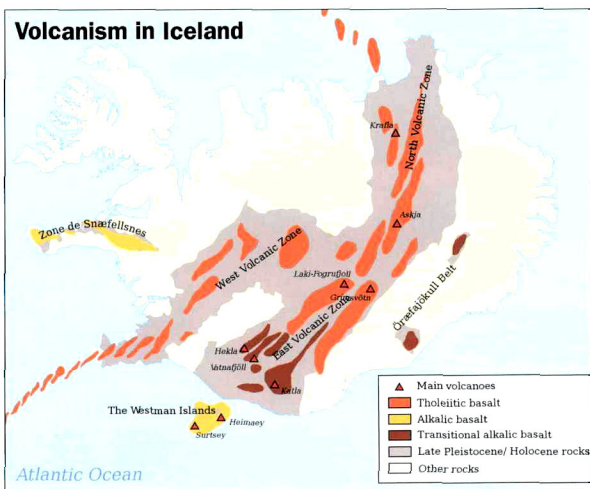 Volcanism in Iceland
Krafla
North Volcanic Zone
Askja
Zone de Snæfellsnes
West Volcanic Zone
Laki-Fogrufjoll
Grimsvötn
Öræfajökull Belt
East Volcanic Zone
Hekla
Vatnafjöll
Katla
The Westman Islands
Heimaey
Surtsey
Main volcanoes
Tholeiitic basalt
Alkalic basalt
Transitional alkalic basalt
Late Pleistocene/ Holocene rocks
Other rocks
Atlantic Ocean